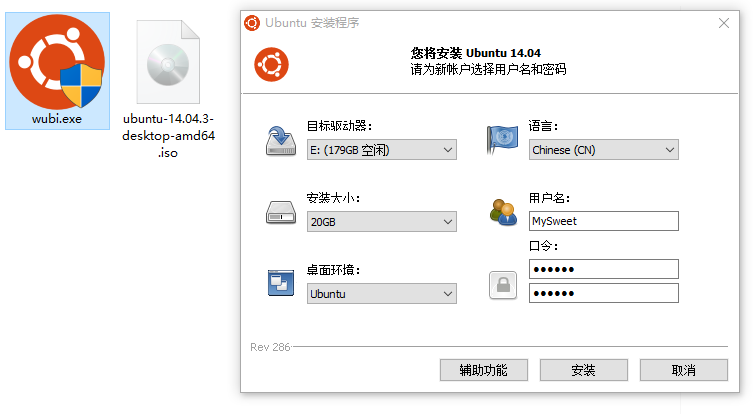 wubi.exe
ubuntu-14.04.3-
desktop-amd64
.iso
Ubuntu 安装程序
您将安装 Ubuntu 14.04
请为新帐户选择用户名和密码
目标驱动器：
E: (179GB 空闲)
语言：
Chinese (CN)
安装大小：
20GB
用户名：
MySweet
口令：
桌面环境：
Ubuntu
Rev 286
辅助功能
安装
取消